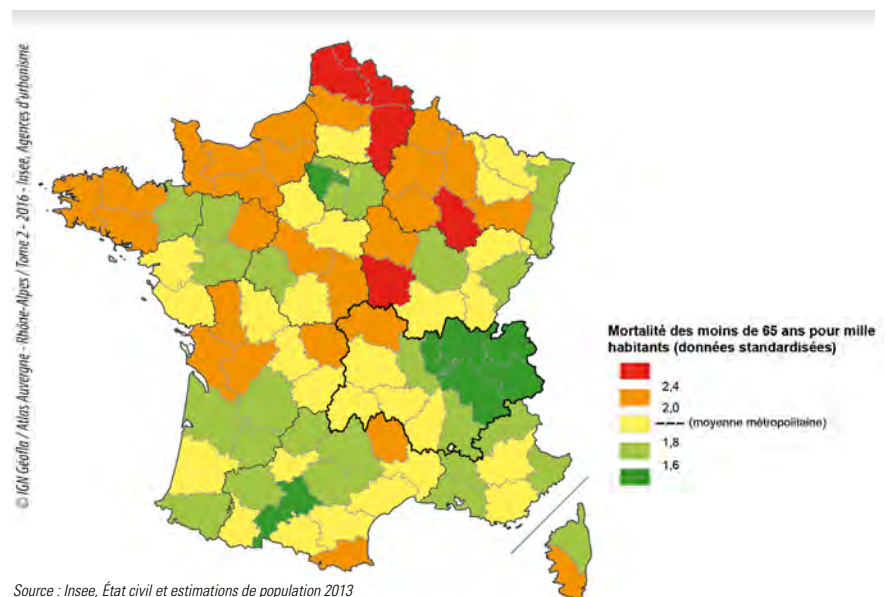 © IGN Géofla / Atlas Auvergne - Rhône-Alpes / Tome 2 - 2016 - Insee, Agences d'urbanisme
Mortalité des moins de 65 ans pour mille
habitants (données standardisées)
2,4
2,0
(moyenne métropolitaine)
1,8
1,6
Source : Insee, État civil et estimations de population 2013